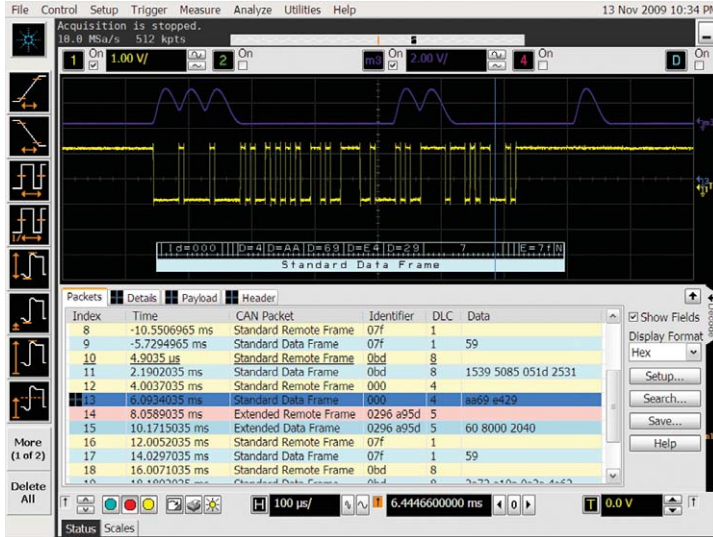 File Control Setup Trigger Measure Analyze Utilities Help 13 Nov 2009 10:34 PM
Acquisition is stopped.
10.0 MSa/s 512 kpts
1 On 1.00 V/ 2 On m3 On 2.00 V/ 4 On D On
Id=000 D=4 D=AA D=69 D=E4 D=29 7 E=7f N
Standard Data Frame
Packets Details Payload Header
Index Time CAN Packet Identifier DLC Data
8 -10.5506965 ms Standard Remote Frame 07f 1
9 -5.7294965 ms Standard Data Frame 07f 1 59
10 4.9035 µs Standard Remote Frame 0bd 8
11 2.1902035 ms Standard Data Frame 0bd 8 1539 5085 051d 2531
12 4.0037035 ms Standard Remote Frame 000 4
13 6.0934035 ms Standard Data Frame 000 4 aa69 e429
14 8.0589035 ms Extended Remote Frame 0296 a95d 5
15 10.1715035 ms Extended Data Frame 0296 a95d 5 60 8000 2040
16 12.0052035 ms Standard Remote Frame 07f 1
17 14.0297035 ms Standard Data Frame 07f 1 59
18 16.0071035 ms Standard Remote Frame 0bd 8
Show Fields
Display Format
Hex
Setup...
Search...
Save...
Help
Decode
More
(1 of 2)
Delete
All
H 100 µs/ 6.4446600000 ms 0 T 0.0 V
Status Scales